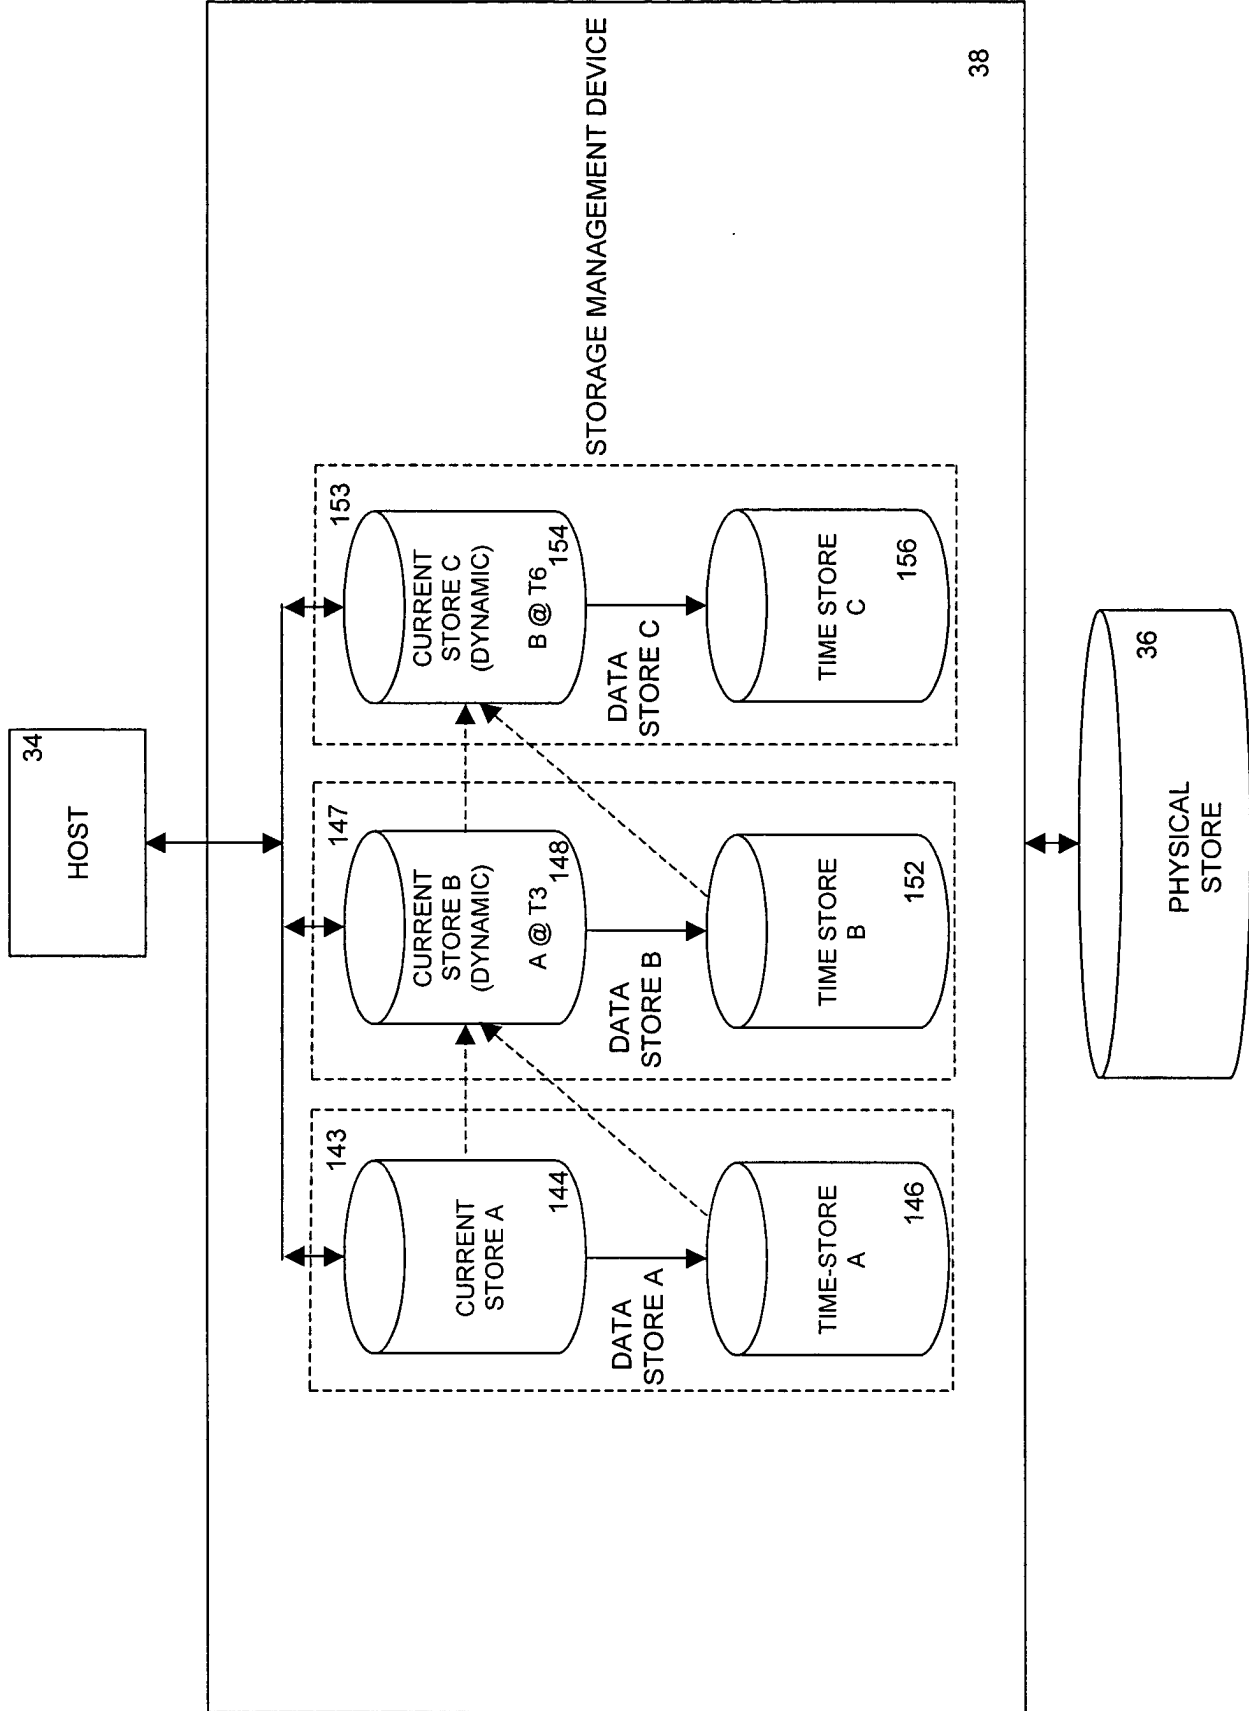 HOST
34
STORAGE MANAGEMENT DEVICE
38
143
CURRENT
STORE A
144
DATA
STORE A
TIME-STORE
A
146
147
CURRENT
STORE B
(DYNAMIC)
A @ T3
148
DATA
STORE B
TIME STORE
B
152
153
CURRENT
STORE C
(DYNAMIC)
B @ T6
154
DATA
STORE C
TIME STORE
C
156
36
PHYSICAL
STORE